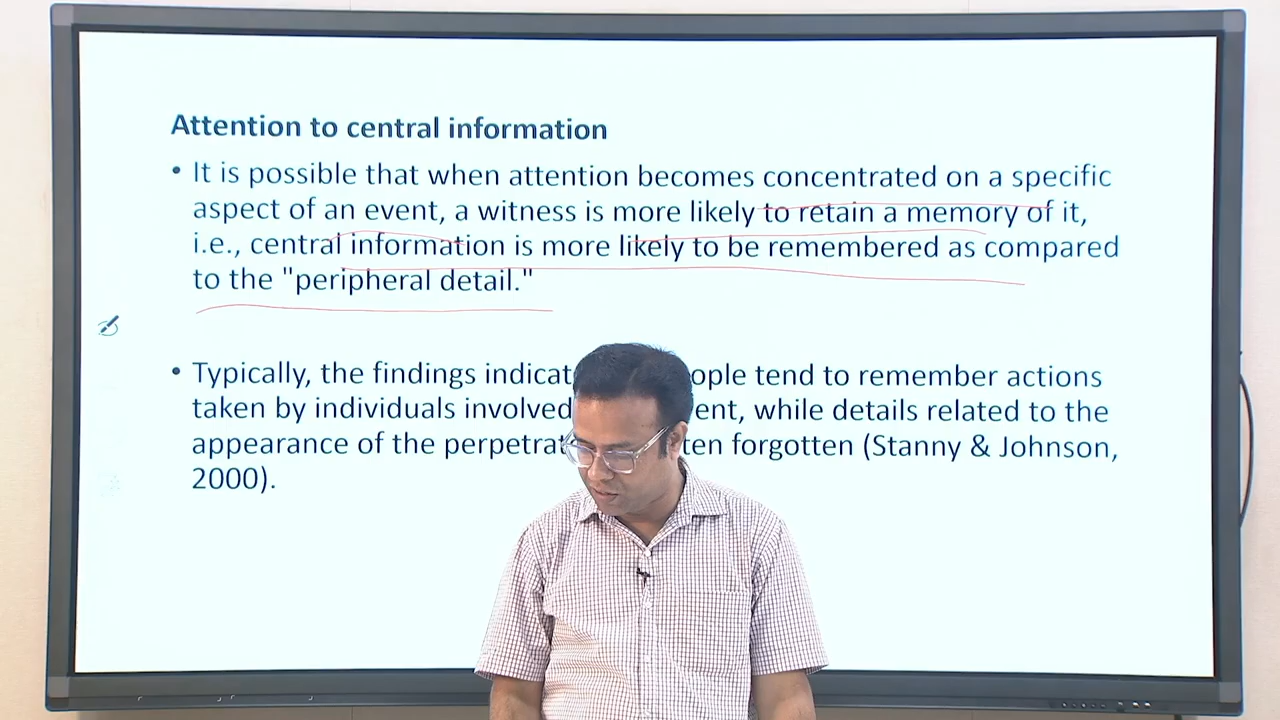 Attention to central information
• It is possible that when attention becomes concentrated on a specific
aspect of an event, a witness is more likely to retain a memory of it,
i.e., central information is more likely to be remembered as compared
to the "peripheral detail."
• Typically, the findings indicat ople tend to remember actions
taken by individuals involved ent, while details related to the
appearance of the perpetrat ten forgotten (Stanny & Johnson,
2000).